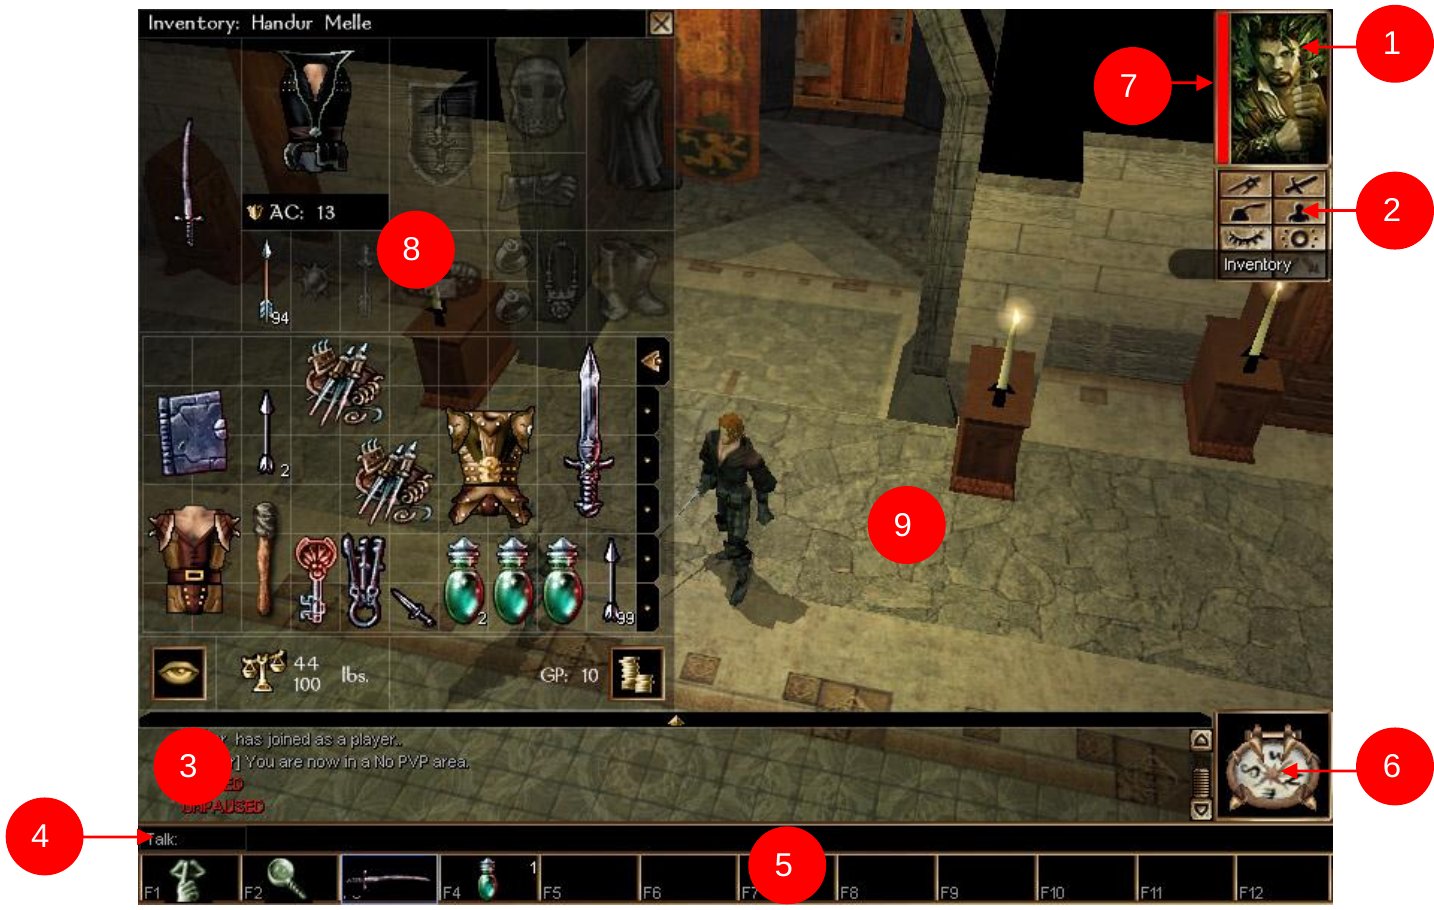 Inventory: Handur Melle
1
7
2
AC: 13
8
Inventory
94
2
9
2
99
44
100
lbs.
GP: 10
has joined as a player..
] You are now in a No PVP area.
3
UNPAUSED
6
4
Talk:
5
1
F1
F2
F4
F5
F6
F7
F8
F9
F10
F11
F12